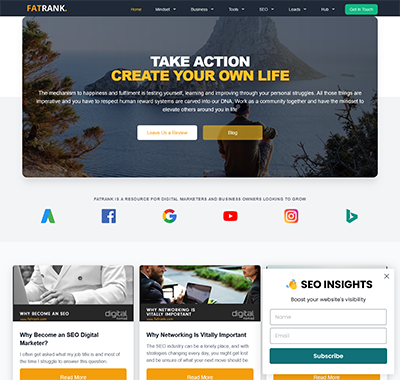 FATRANK.
Home Mindset Business Tools SEO Leads Hub Get In Touch
TAKE ACTION
CREATE YOUR OWN LIFE
The mechanism to happiness and fulfilment is testing yourself, learning and improving through your personal struggles. All those things are
imperative and you have to respect human reward systems are carved into our DNA. Work as a community together and have the mindset to
elevate others around you in life.
Leave Us a Review Blog
FATRANK IS A RESOURCE FOR DIGITAL MARKETERS AND BUSINESS OWNERS LOOKING TO GROW
WHY BECOME AN SEO
digital
WHY NETWORKING IS
VITALLY IMPORTANT
digital
Why Become an SEO Digital
Marketer?
I often get asked what my job title is and most of
the time I struggle to answer this question.
Read More
Why Networking Is Vitally Important
The SEO industry can be a lonely place, and with
strategies changing every day, you might get lost
and be unsure of what your next move should be.
Read More
👋 SEO INSIGHTS
Boost your website's visibility
Name
Email
Subscribe
Read More